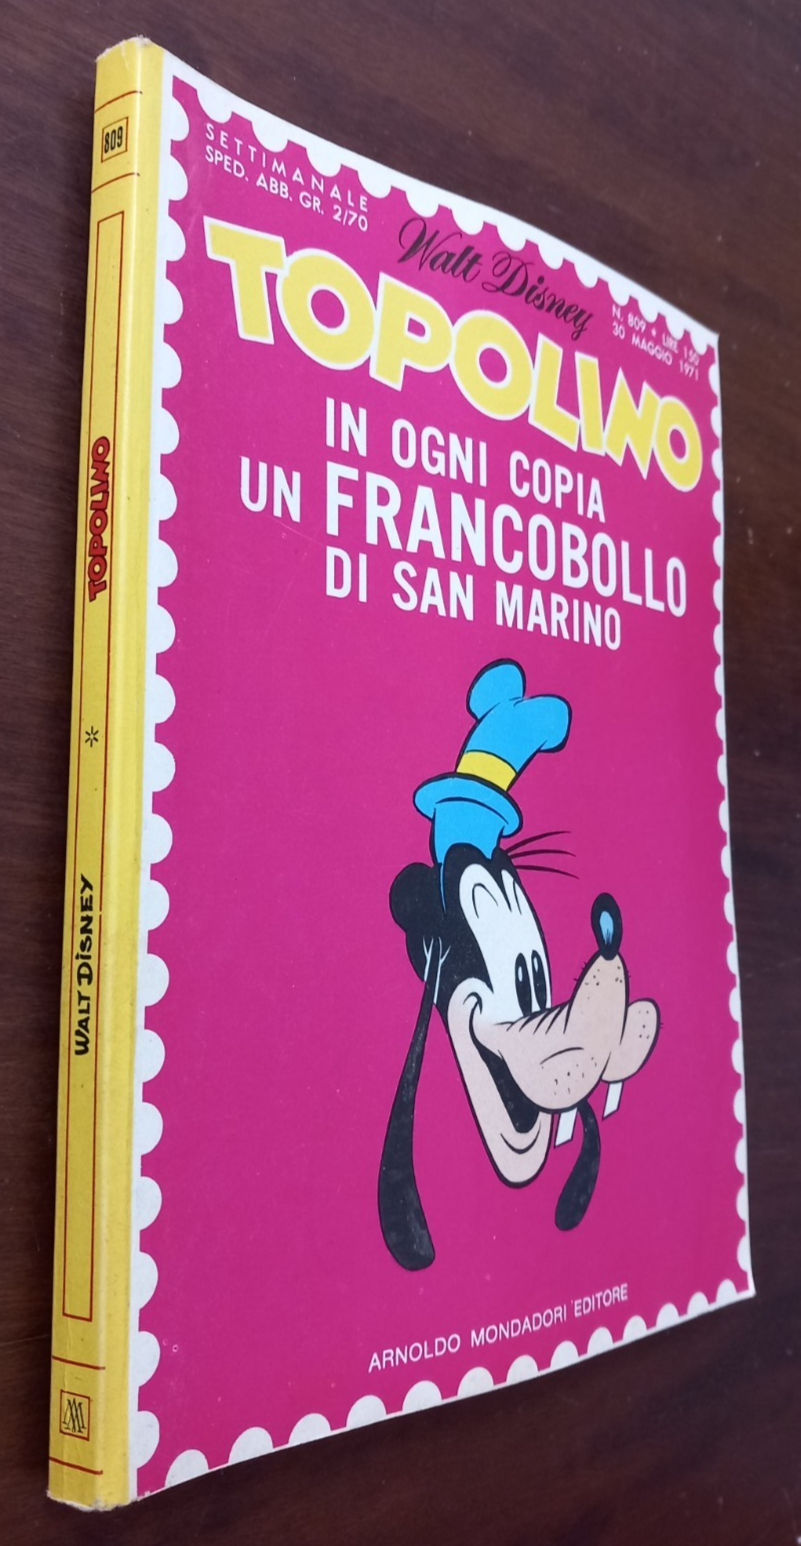 809
TOPOLINO
WALT DISNEY
SETTIMANALE
SPED. ABB. GR. 2/70
Walt Disney
N. 809 • LIRE 150
30 MAGGIO 1971
TOPOLINO
IN OGNI COPIA
UN FRANCOBOLLO
DI SAN MARINO
ARNOLDO MONDADORI EDITORE